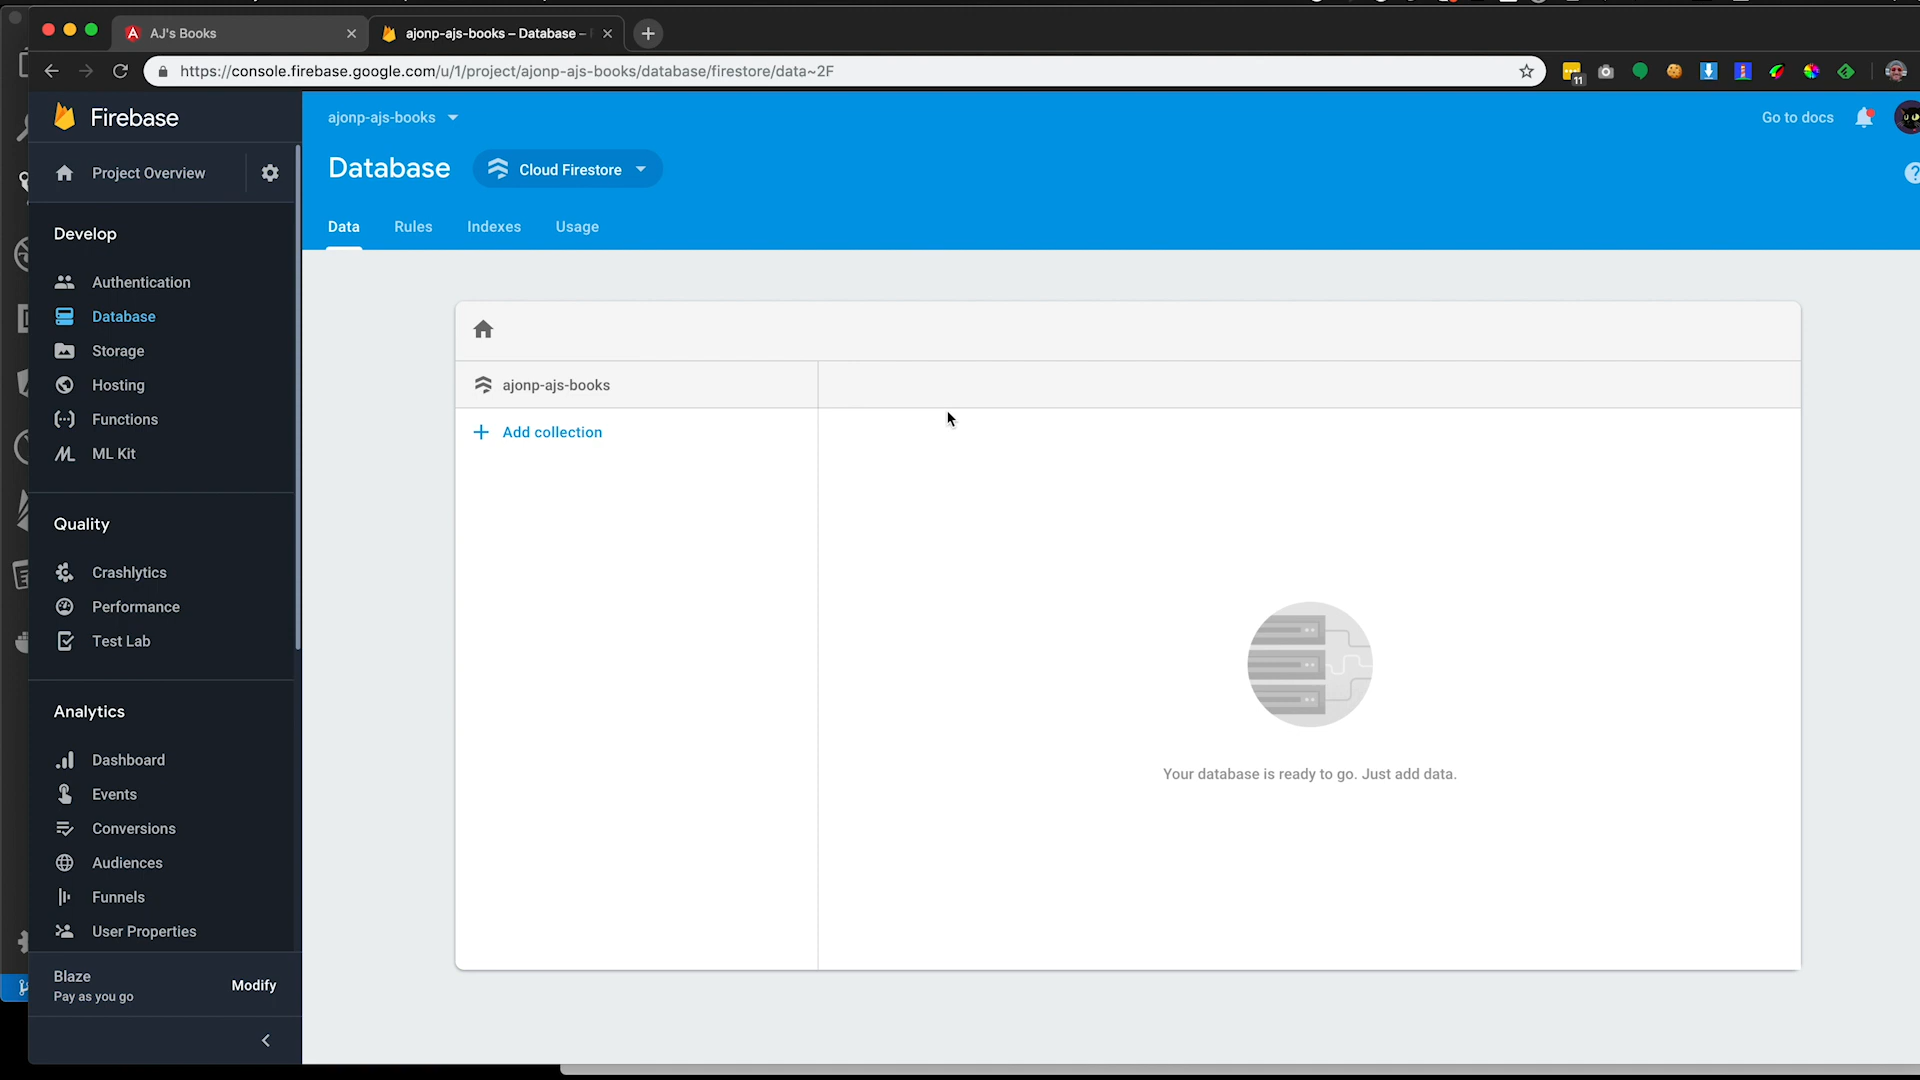 AJ's Books
ajonp-ajs-books – Database –
https://console.firebase.google.com/u/1/project/ajonp-ajs-books/database/firestore/data~2F
11
Firebase
ajonp-ajs-books
Go to docs
Project Overview
Database
Cloud Firestore
Data
Rules
Indexes
Usage
Develop
Authentication
Database
Storage
Hosting
Functions
ML Kit
ajonp-ajs-books
Add collection
Quality
Crashlytics
Performance
Test Lab
Your database is ready to go. Just add data.
Analytics
Dashboard
Events
Conversions
Audiences
Funnels
User Properties
Blaze
Pay as you go
Modify